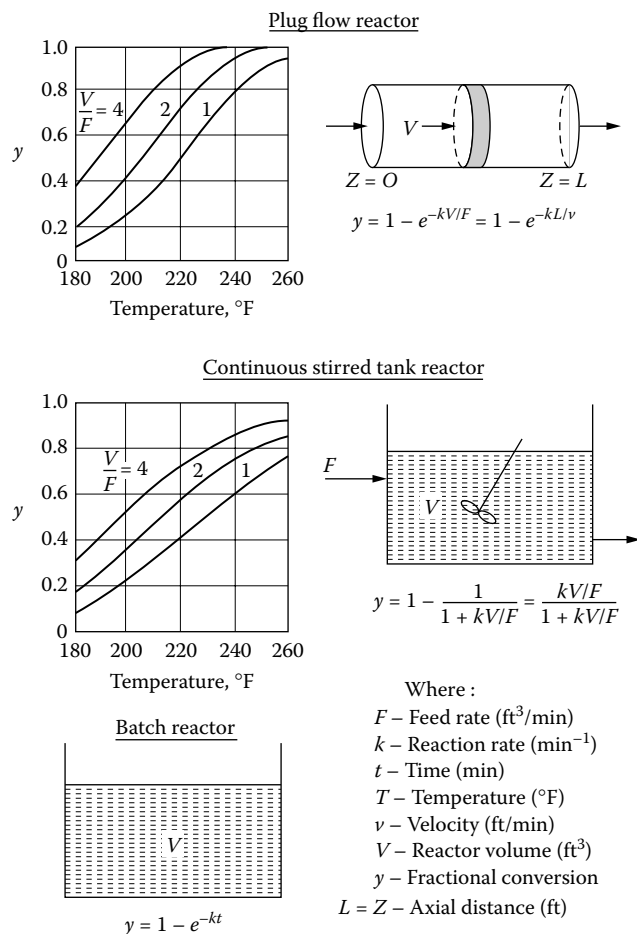 Plug flow reactor
1.0
0.8
0.6
0.4
0.2
0
y
V/F = 4
2
1
180 200 220 240 260
Temperature, °F
V
Z = O
Z = L
y = 1 – e^{–kV/F} = 1 – e^{–kL/v}
Continuous stirred tank reactor
1.0
0.8
0.6
0.4
0.2
0
y
V/F = 4
2
1
180 200 220 240 260
Temperature, °F
F
V
y = 1 – 1/(1 + kV/F) = (kV/F)/(1 + kV/F)
Batch reactor
V
y = 1 – e^{–kt}
Where :
F – Feed rate (ft³/min)
k – Reaction rate (min⁻¹)
t – Time (min)
T – Temperature (°F)
v – Velocity (ft/min)
V – Reactor volume (ft³)
y – Fractional conversion
L = Z – Axial distance (ft)